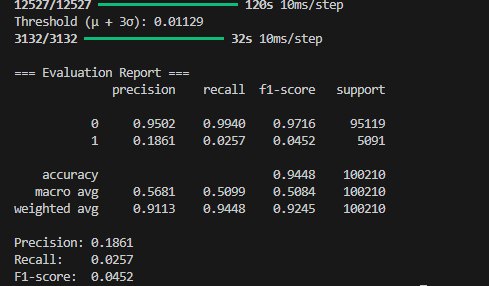 12527/12527 ━━━━━━━━━━━━━━━━━━━━ 120s 10ms/step
Threshold (μ + 3σ): 0.01129
3132/3132 ━━━━━━━━━━━━━━━━━━━━ 32s 10ms/step
=== Evaluation Report ===
precision recall f1-score support
0 0.9502 0.9940 0.9716 95119
1 0.1861 0.0257 0.0452 5091
accuracy 0.9448 100210
macro avg 0.5681 0.5099 0.5084 100210
weighted avg 0.9113 0.9448 0.9245 100210
Precision: 0.1861
Recall: 0.0257
F1-score: 0.0452